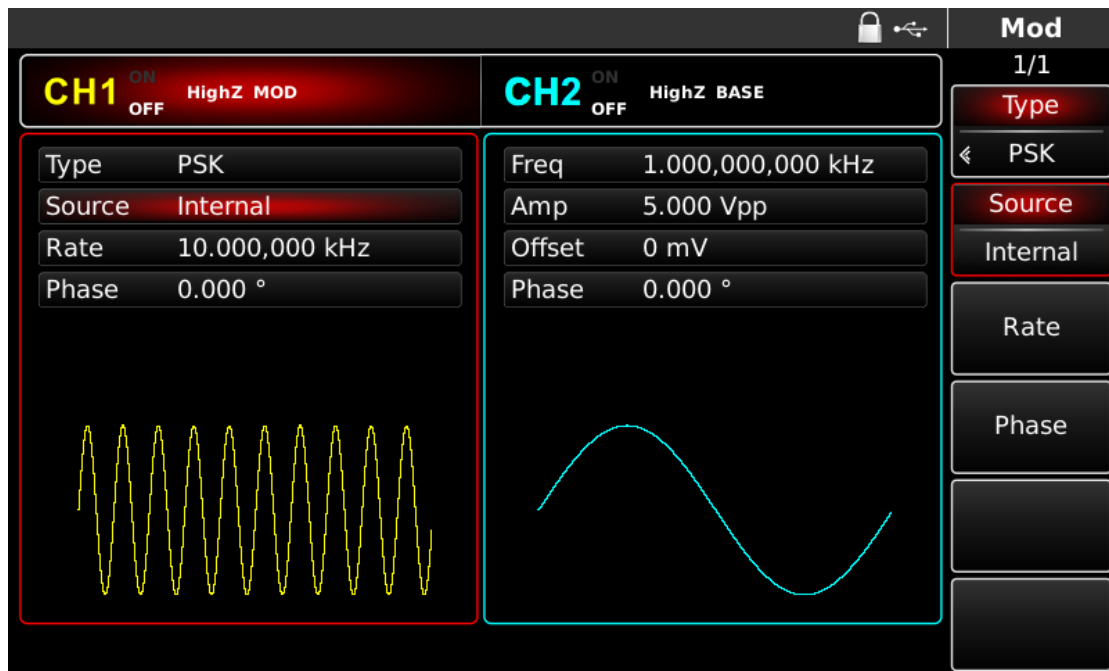 Mod
1/1
CH1 ON OFF HighZ MOD
CH2 ON OFF HighZ BASE
Type PSK
Source Internal
Rate 10.000,000 kHz
Phase 0.000 °
Freq 1.000,000,000 kHz
Amp 5.000 Vpp
Offset 0 mV
Phase 0.000 °
Type
PSK
Source
Internal
Rate
Phase